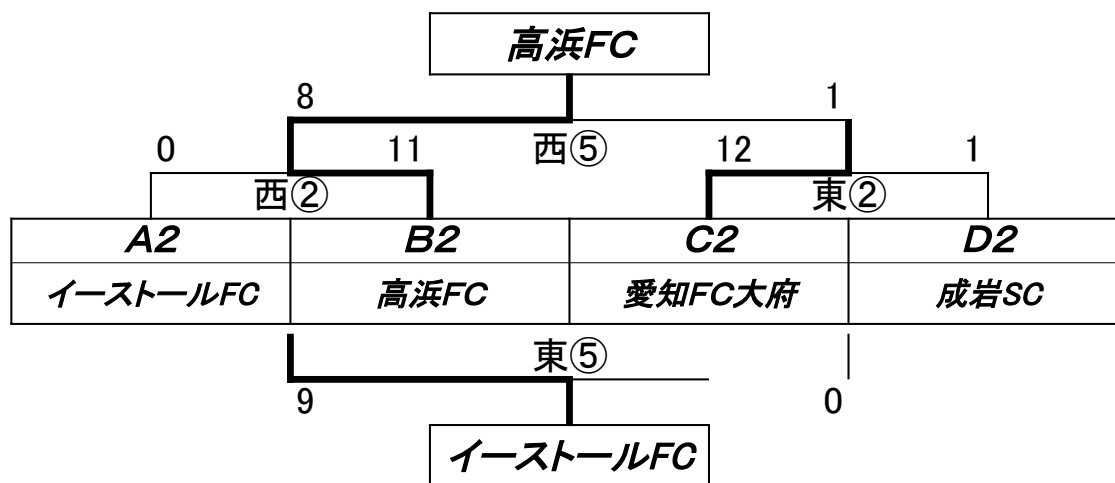 高浜FC
8 1
0 11 西⑤ 12 1
西② 東②
A2 B2 C2 D2
イーストールFC 高浜FC 愛知FC大府 成岩SC
東⑤
9 0
イーストールFC